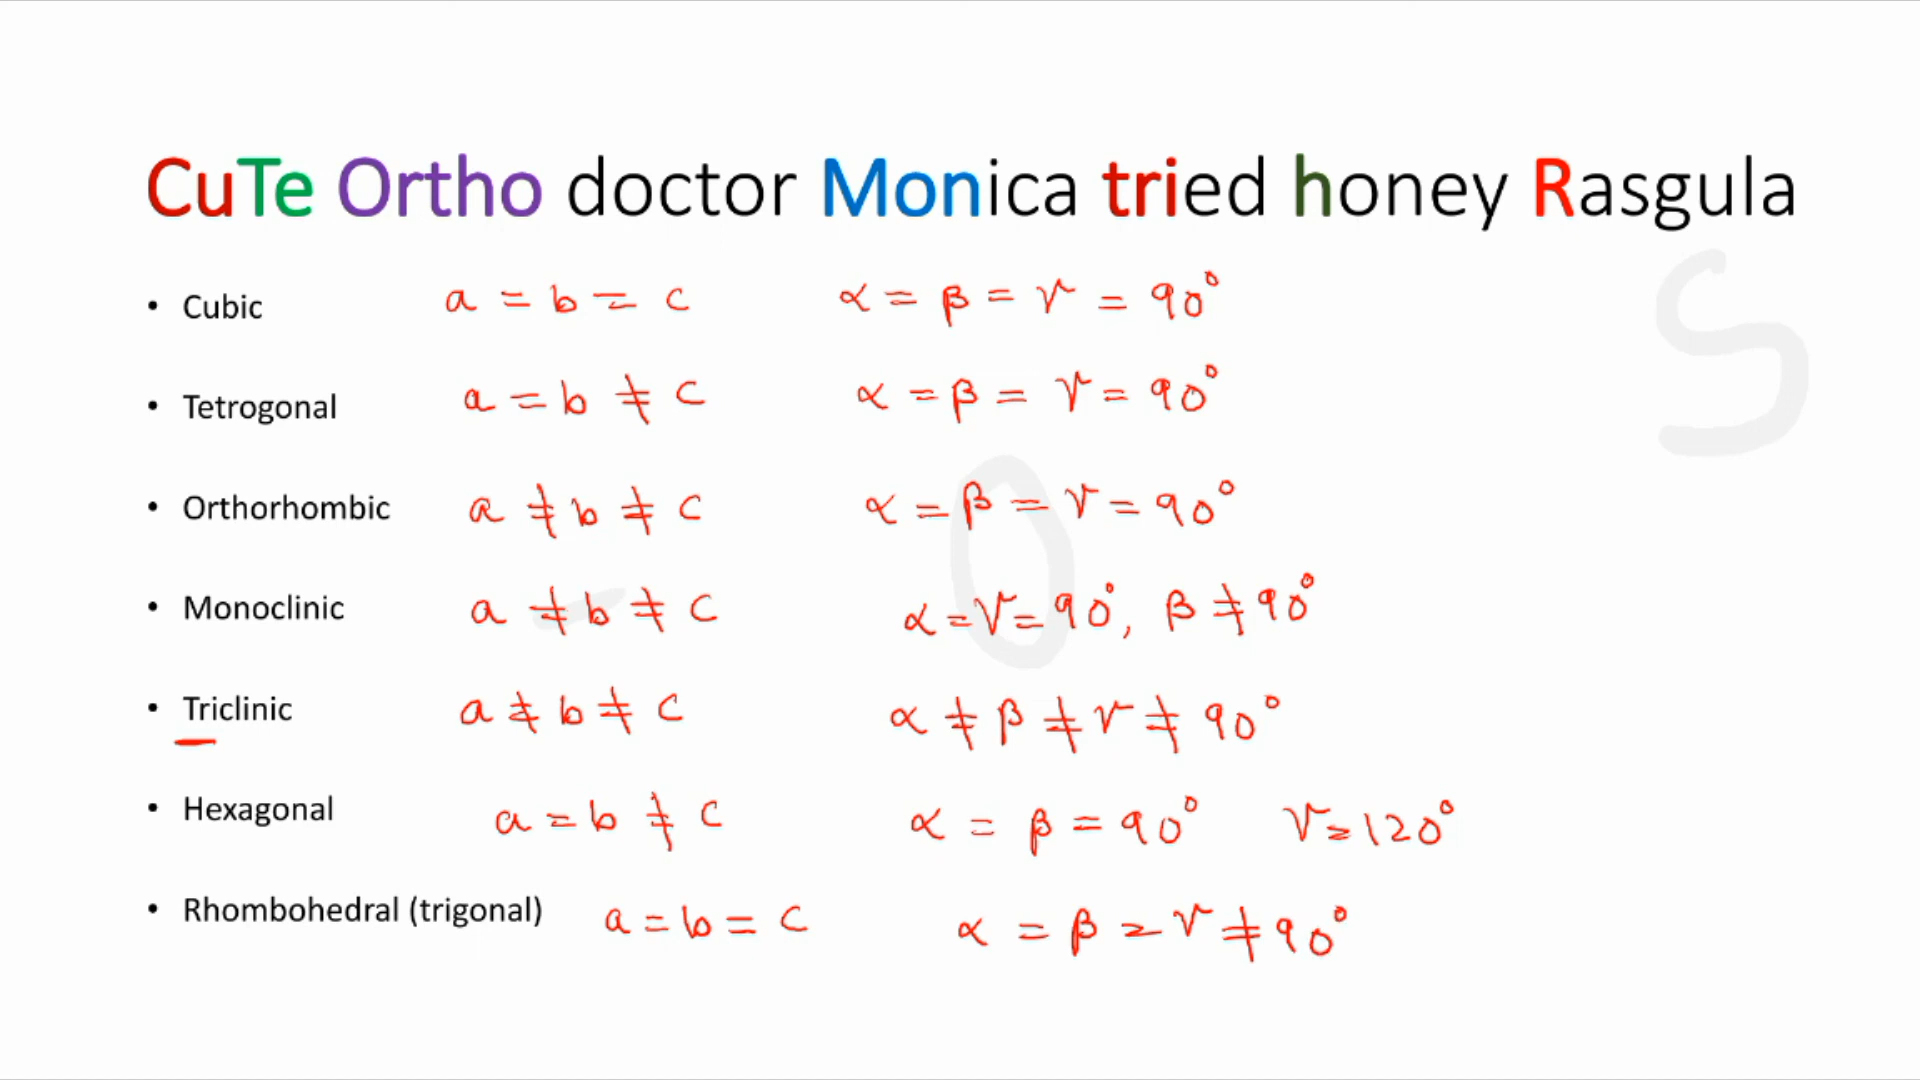 CuTe Ortho doctor Monica tried honey Rasgula
• Cubic a = b = c α = β = γ = 90°
• Tetrogonal a = b ≠ c α = β = γ = 90°
• Orthorhombic a ≠ b ≠ c α = β = γ = 90°
• Monoclinic a ≠ b ≠ c α = γ = 90°, β ≠ 90°
• Triclinic a ≠ b ≠ c α ≠ β ≠ γ ≠ 90°
• Hexagonal a = b ≠ c α = β = 90° γ = 120°
• Rhombohedral (trigonal) a = b = c α = β = γ ≠ 90°